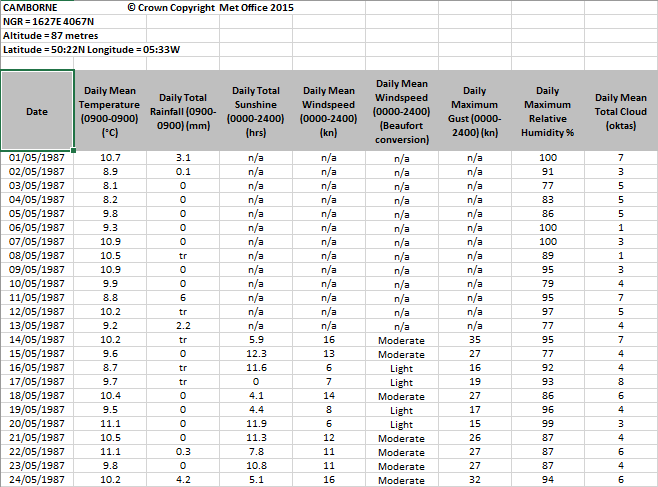 CAMBORNE © Crown Copyright Met Office 2015
NGR = 1627E 4067N
Altitude = 87 metres
Latitude = 50:22N Longitude = 05:33W
Date Daily Mean Temperature (0900-0900) (°C) Daily Total Rainfall (0900-0900) (mm) Daily Total Sunshine (0000-2400) (hrs) Daily Mean Windspeed (0000-2400) (kn) Daily Mean Windspeed (0000-2400) (Beaufort conversion) Daily Maximum Gust (0000-2400) (kn) Daily Maximum Relative Humidity % Daily Mean Total Cloud (oktas)
01/05/1987 10.7 3.1 n/a n/a n/a n/a 100 7
02/05/1987 8.9 0.1 n/a n/a n/a n/a 91 3
03/05/1987 8.1 0 n/a n/a n/a n/a 77 5
04/05/1987 8.2 0 n/a n/a n/a n/a 83 5
05/05/1987 9.8 0 n/a n/a n/a n/a 86 5
06/05/1987 9.3 0 n/a n/a n/a n/a 100 1
07/05/1987 10.9 0 n/a n/a n/a n/a 100 3
08/05/1987 10.5 tr n/a n/a n/a n/a 89 1
09/05/1987 10.9 0 n/a n/a n/a n/a 95 3
10/05/1987 9.9 0 n/a n/a n/a n/a 79 4
11/05/1987 8.8 6 n/a n/a n/a n/a 95 7
12/05/1987 10.2 tr n/a n/a n/a n/a 97 5
13/05/1987 9.2 2.2 n/a n/a n/a n/a 77 4
14/05/1987 10.2 tr 5.9 16 Moderate 35 95 7
15/05/1987 9.6 0 12.3 13 Moderate 27 77 4
16/05/1987 8.7 tr 11.6 6 Light 16 92 4
17/05/1987 9.7 tr 0 7 Light 19 93 8
18/05/1987 10.4 0 4.1 14 Moderate 27 86 6
19/05/1987 9.5 0 4.4 8 Light 17 96 4
20/05/1987 11.1 0 11.9 6 Light 15 99 3
21/05/1987 10.5 0 11.3 12 Moderate 26 87 4
22/05/1987 11.1 0.3 7.8 11 Moderate 27 87 6
23/05/1987 9.8 0 10.8 11 Moderate 27 87 4
24/05/1987 10.2 4.2 5.1 16 Moderate 32 94 6